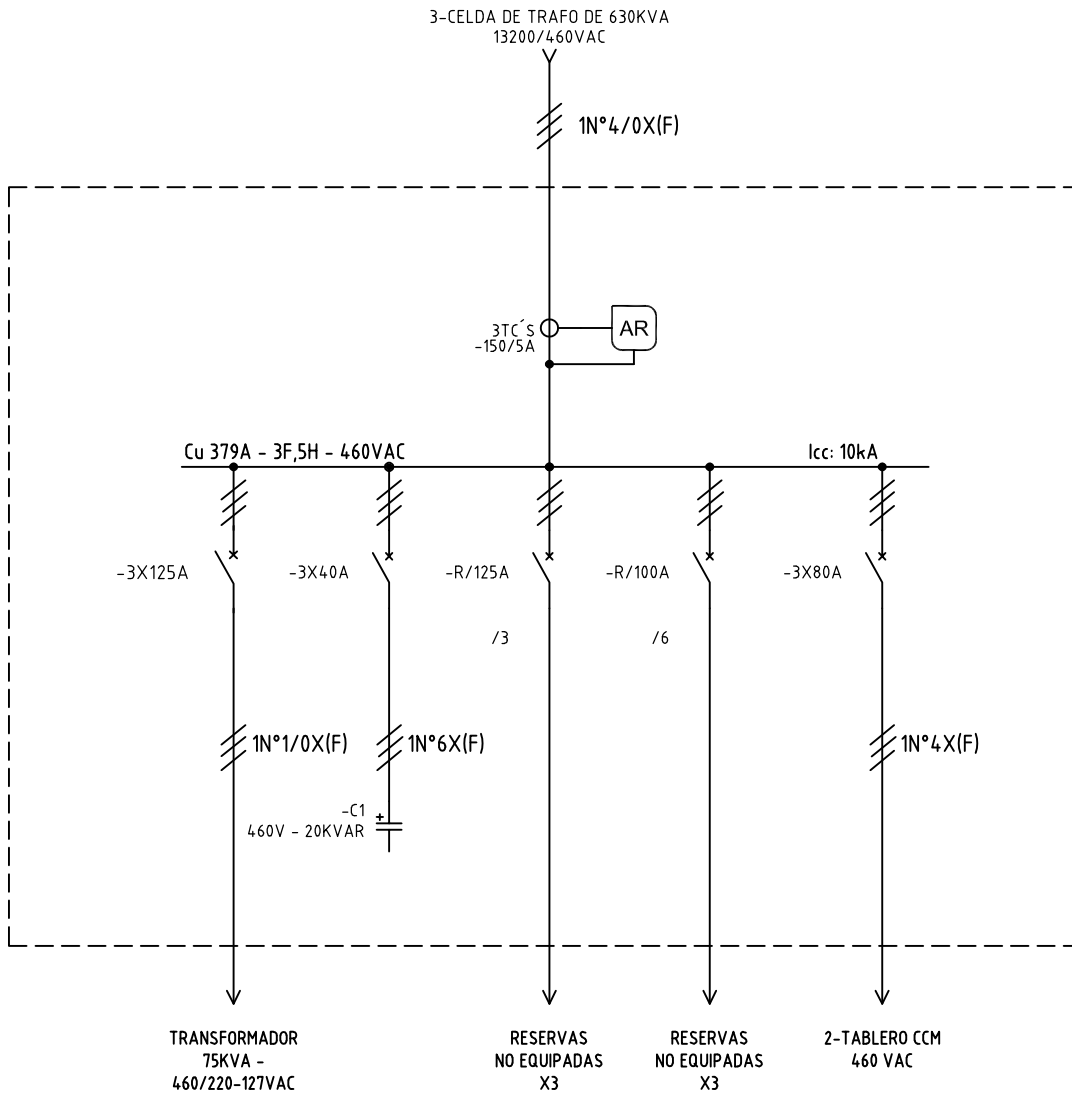 3-CELDA DE TRAFO DE 630KVA
13200/460VAC
1N°4/0X(F)
3TC´S
-150/5A
AR
Cu 379A - 3F,5H - 460VAC
Icc: 10kA
-3X125A
-3X40A
-R/125A
-R/100A
-3X80A
/3
/6
1N°1/0X(F)
1N°6X(F)
1N°4X(F)
-C1
+
460V - 20KVAR
TRANSFORMADOR
75KVA -
460/220-127VAC
RESERVAS
NO EQUIPADAS
X3
RESERVAS
NO EQUIPADAS
X3
2-TABLERO CCM
460 VAC